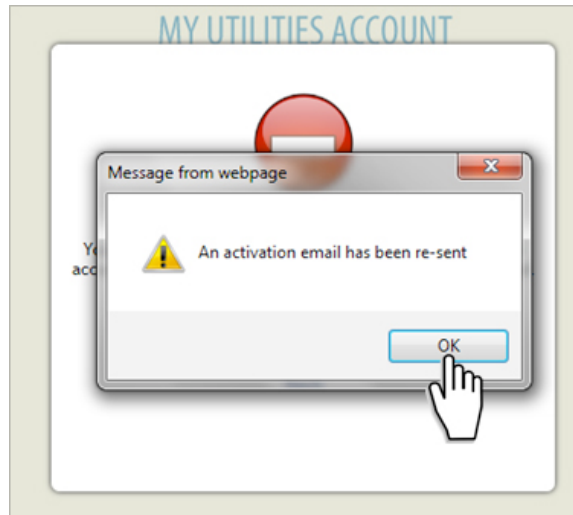 MY UTILITIES ACCOUNT
Message from webpage
An activation email has been re-sent
OK